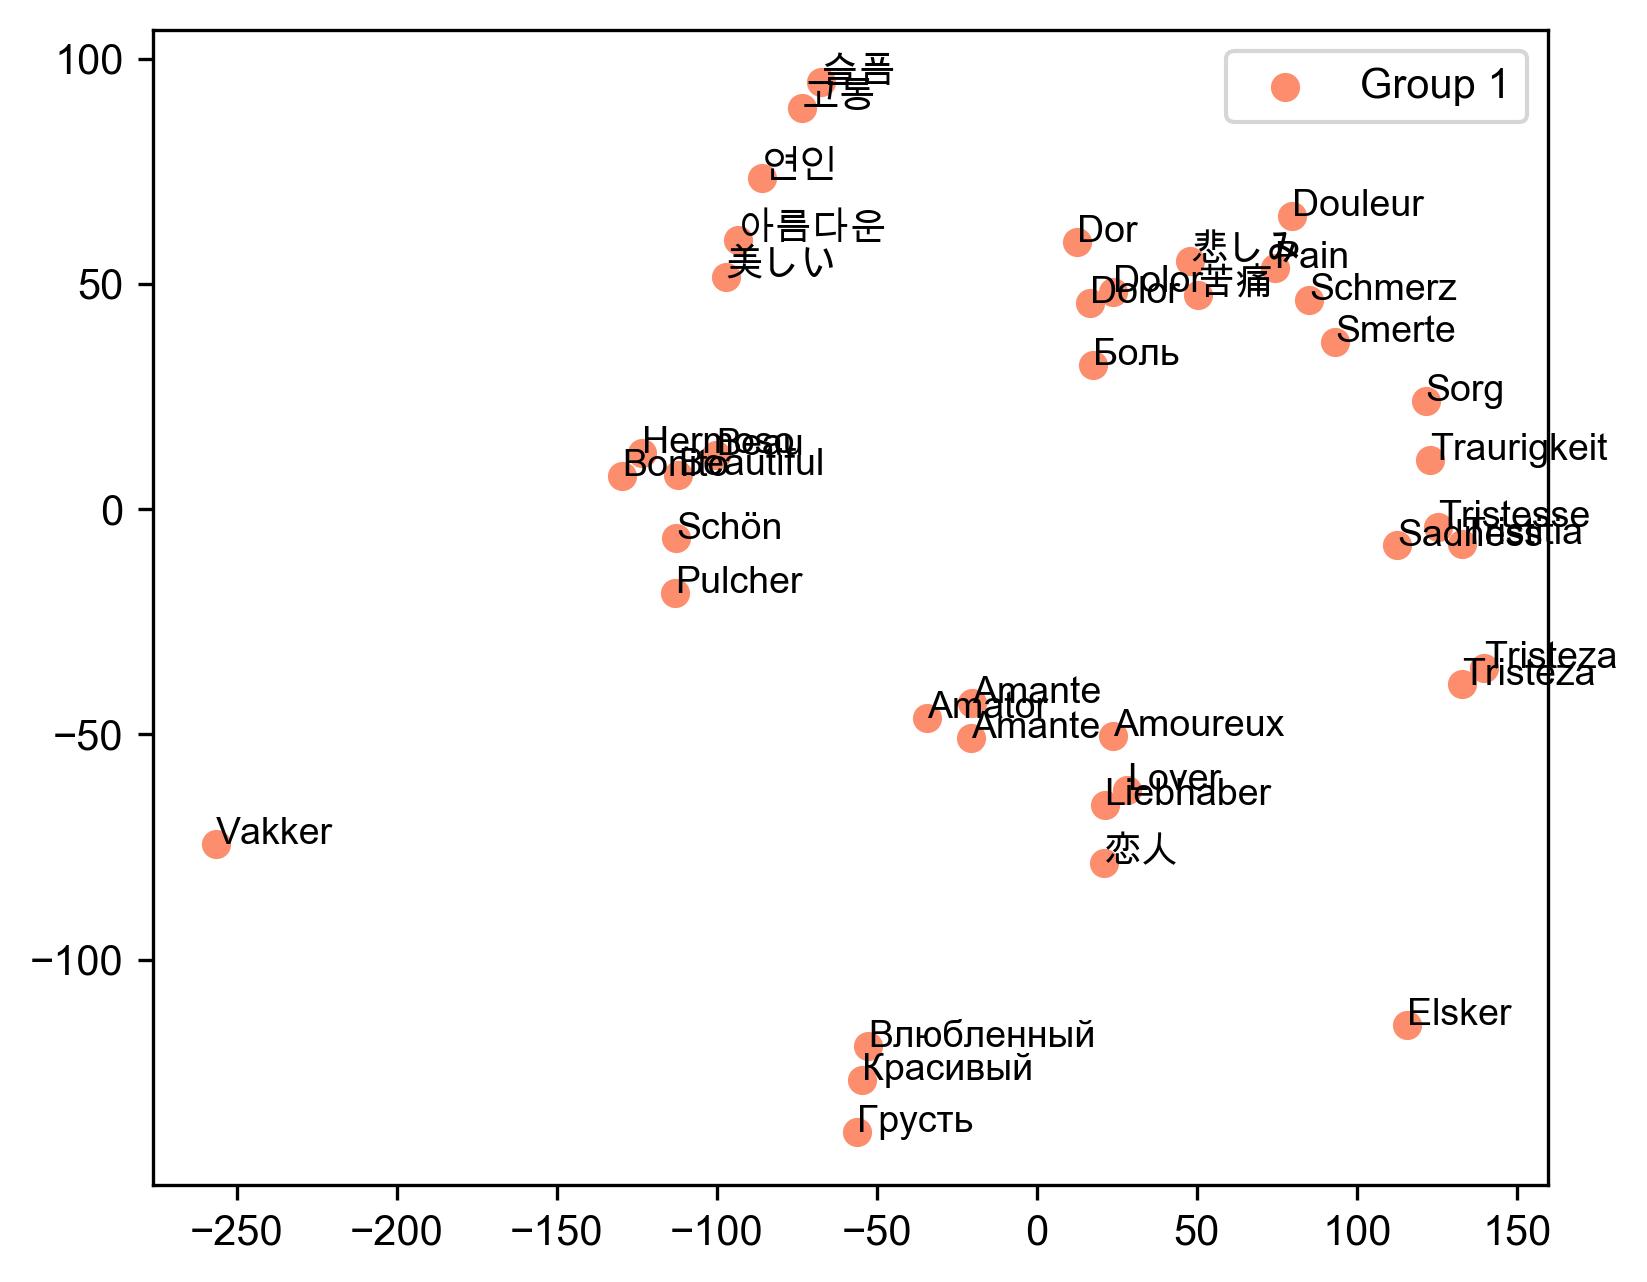 100
슬픔
Group 1
고통
연인
Douleur
아름다운
Dor
悲しみ
美しい
Pain
50
Dolor
苦痛
Dolor
Schmerz
Smerte
Боль
Sorg
Hermoso
Beau
Traurigkeit
Bonito
Beautiful
0
Tristesse
Schön
Sadness
Tristitia
Pulcher
Tristeza
Tristeza
Amante
Amator
Amante
Amoureux
−50
Lover
Liebhaber
Vakker
恋人
−100
Elsker
Влюбленный
Красивый
Грусть
−250 −200 −150 −100 −50 0 50 100 150